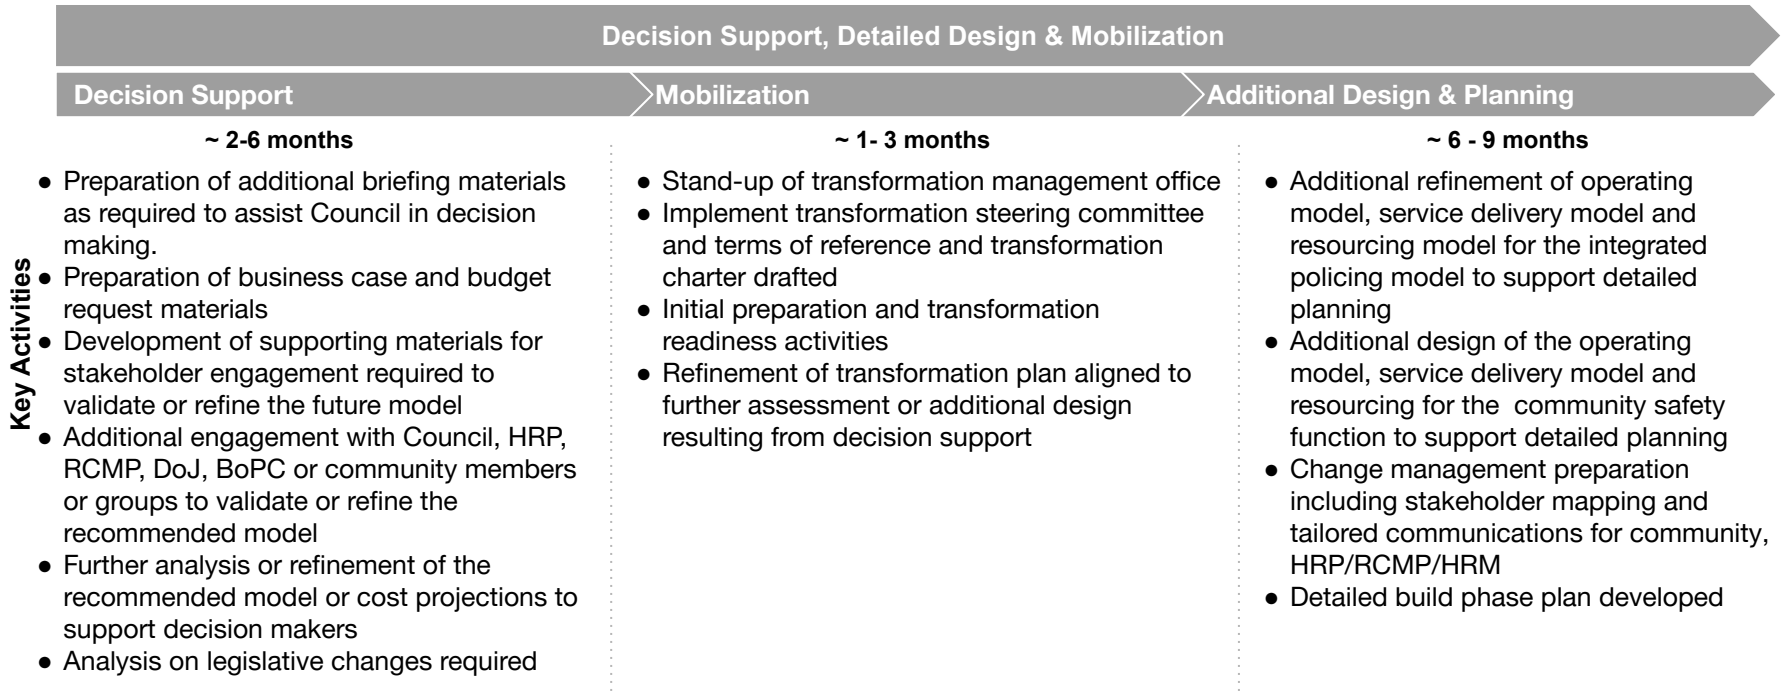 Decision Support, Detailed Design & Mobilization
Decision Support
Mobilization
Additional Design & Planning
Key Activities
~ 2-6 months
● Preparation of additional briefing materials
as required to assist Council in decision
making.
● Preparation of business case and budget
request materials
● Development of supporting materials for
stakeholder engagement required to
validate or refine the future model
● Additional engagement with Council, HRP,
RCMP, DoJ, BoPC or community members
or groups to validate or refine the
recommended model
● Further analysis or refinement of the
recommended model or cost projections to
support decision makers
● Analysis on legislative changes required
~ 1- 3 months
● Stand-up of transformation management office
● Implement transformation steering committee
and terms of reference and transformation
charter drafted
● Initial preparation and transformation
readiness activities
● Refinement of transformation plan aligned to
further assessment or additional design
resulting from decision support
~ 6 - 9 months
● Additional refinement of operating
model, service delivery model and
resourcing model for the integrated
policing model to support detailed
planning
● Additional design of the operating
model, service delivery model and
resourcing for the  community safety
function to support detailed planning
● Change management preparation
including stakeholder mapping and
tailored communications for community,
HRP/RCMP/HRM
● Detailed build phase plan developed